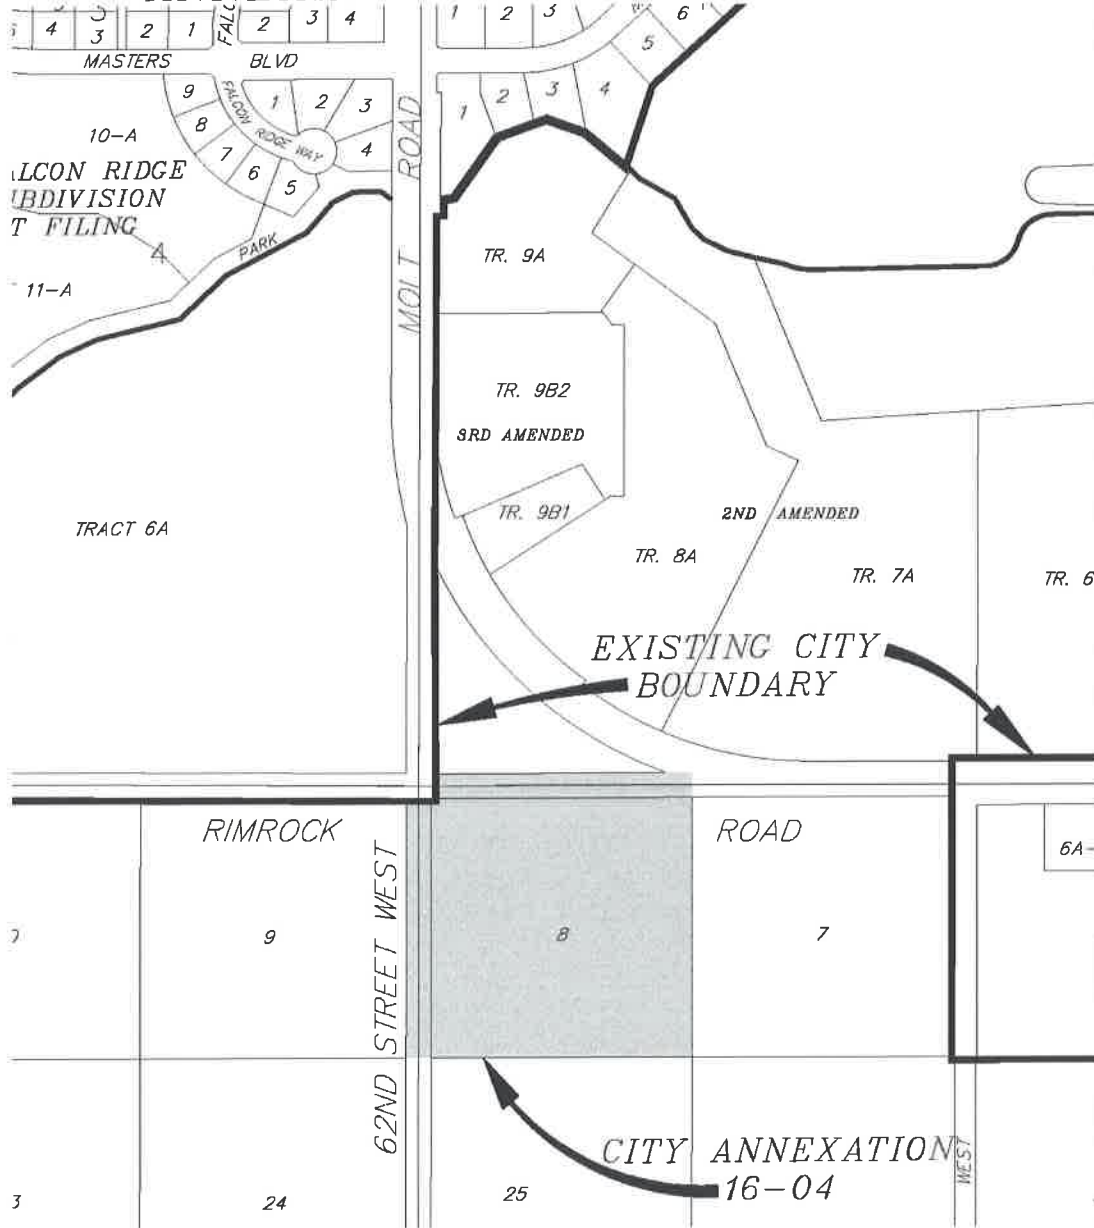 4
3
2
1
2
3
4
1
2
3
6
5
MASTERS BLVD
9
8
7
6
5
FALCON RIDGE WAY
1
2
3
4
1
2
3
4
10-A
ALCON RIDGE
UBDIVISION
T FILING
4
PARK
11-A
MOLT ROAD
TR. 9A
TR. 9B2
3RD AMENDED
TR. 9B1
TRACT 6A
2ND AMENDED
TR. 8A
TR. 7A
TR. 6
EXISTING CITY
BOUNDARY
RIMROCK ROAD
6A-
62ND STREET WEST
9
8
7
CITY ANNEXATION
16-04
WEST
3
24
25